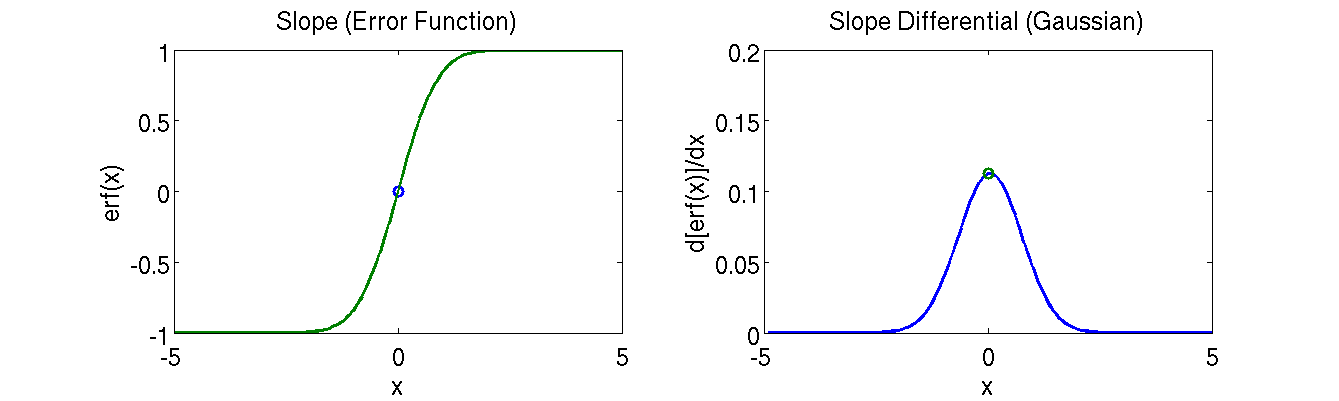 Slope (Error Function)
erf(x)
1
0.5
0
-0.5
-1
-5
0
5
x
Slope Differential (Gaussian)
d[erf(x)]/dx
0.2
0.15
0.1
0.05
0
-5
0
5
x